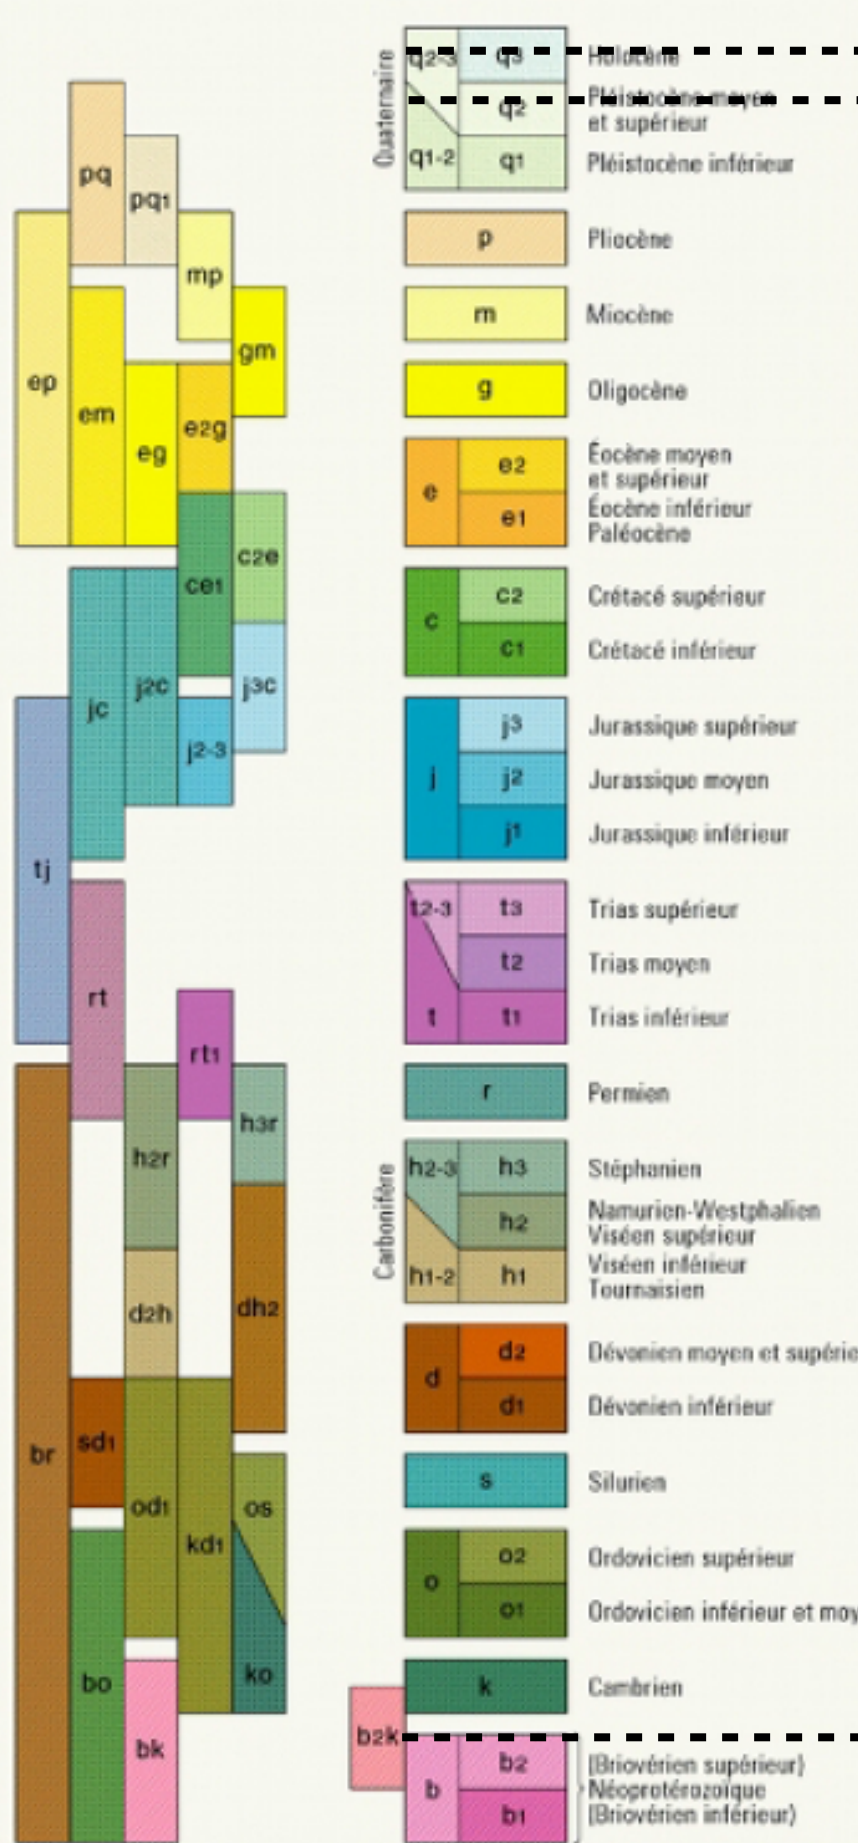 Quaternaire
q2-3
q3
Holocène
q2
Pléistocène moyen
et supérieur
q1-2
q1
Pléistocène inférieur
pq
pq1
p
Pliocène
mp
m
Miocène
gm
g
Oligocène
ep
em
eg
e2g
e
e2
Éocène moyen
et supérieur
e1
Éocène inférieur
Paléocène
ce1
c2e
c
c2
Crétacé supérieur
c1
Crétacé inférieur
jc
j2c
j3c
j2-3
j
j3
Jurassique supérieur
j2
Jurassique moyen
j1
Jurassique inférieur
tj
rt
t2-3
t3
Trias supérieur
t2
Trias moyen
t
t1
Trias inférieur
rt1
r
Permien
h2r
h3r
Carbonifère
h2-3
h3
Stéphanien
h2
Namurien-Westphalien
Viséen supérieur
h1-2
h1
Viséen inférieur
Tournaisien
d2h
dh2
d
d2
Dévonien moyen et supérie
d1
Dévonien inférieur
br
sd1
od1
kd1
os
s
Silurien
o
o2
Ordovicien supérieur
o1
Ordovicien inférieur et moy
bo
bk
ko
k
Cambrien
b2k
b
b2
(Briovérien supérieur)
Néoprotérozoïque
b1
(Briovérien inférieur)